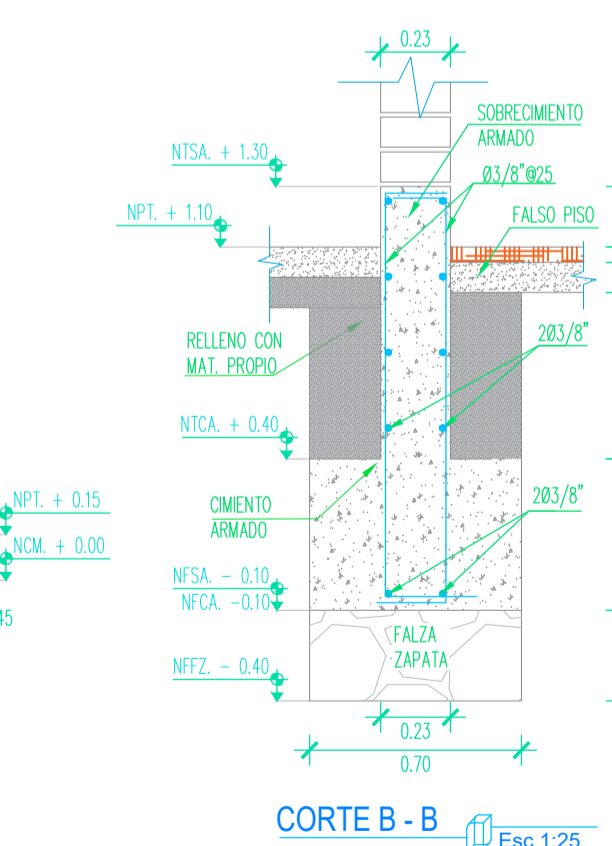 0.23
SOBRECIMIENTO
ARMADO
NTSA. + 1.30
Ø3/8"@25
NPT. + 1.10
FALSO PISO
RELLENO CON
MAT. PROPIO
2Ø3/8"
NTCA. + 0.40
NPT. + 0.15
CIMIENTO
ARMADO
2Ø3/8"
NCM. + 0.00
NFSA. - 0.10
NFCA. -0.10
45
FALZA
ZAPATA
NFFZ. - 0.40
0.23
0.70
CORTE B - B
Esc 1:25